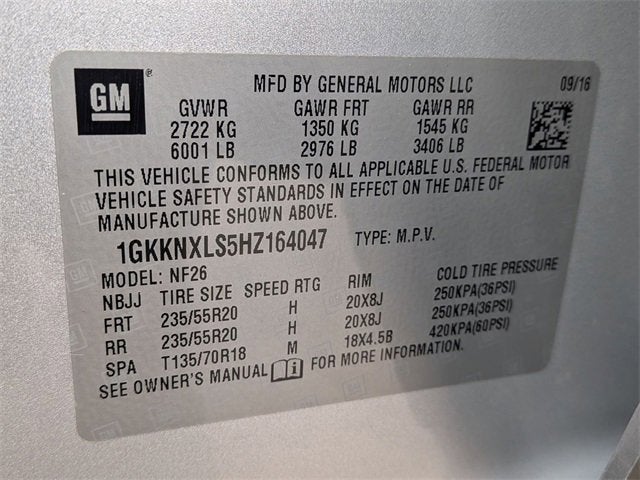 GM MFD BY GENERAL MOTORS LLC 09/16
GVWR GAWR FRT GAWR RR
2722 KG 1350 KG 1545 KG
6001 LB 2976 LB 3406 LB
THIS VEHICLE CONFORMS TO ALL APPLICABLE U.S. FEDERAL MOTOR
VEHICLE SAFETY STANDARDS IN EFFECT ON THE DATE OF
MANUFACTURE SHOWN ABOVE.
1GKKNXLS5HZ164047 TYPE: M.P.V.
MODEL: NF26
NBJJ TIRE SIZE SPEED RTG RIM COLD TIRE PRESSURE
FRT 235/55R20 H 20X8J 250KPA(36PSI)
RR 235/55R20 H 20X8J 250KPA(36PSI)
SPA T135/70R18 M 18X4.5B 420KPA(60PSI)
SEE OWNER'S MANUAL FOR MORE INFORMATION.